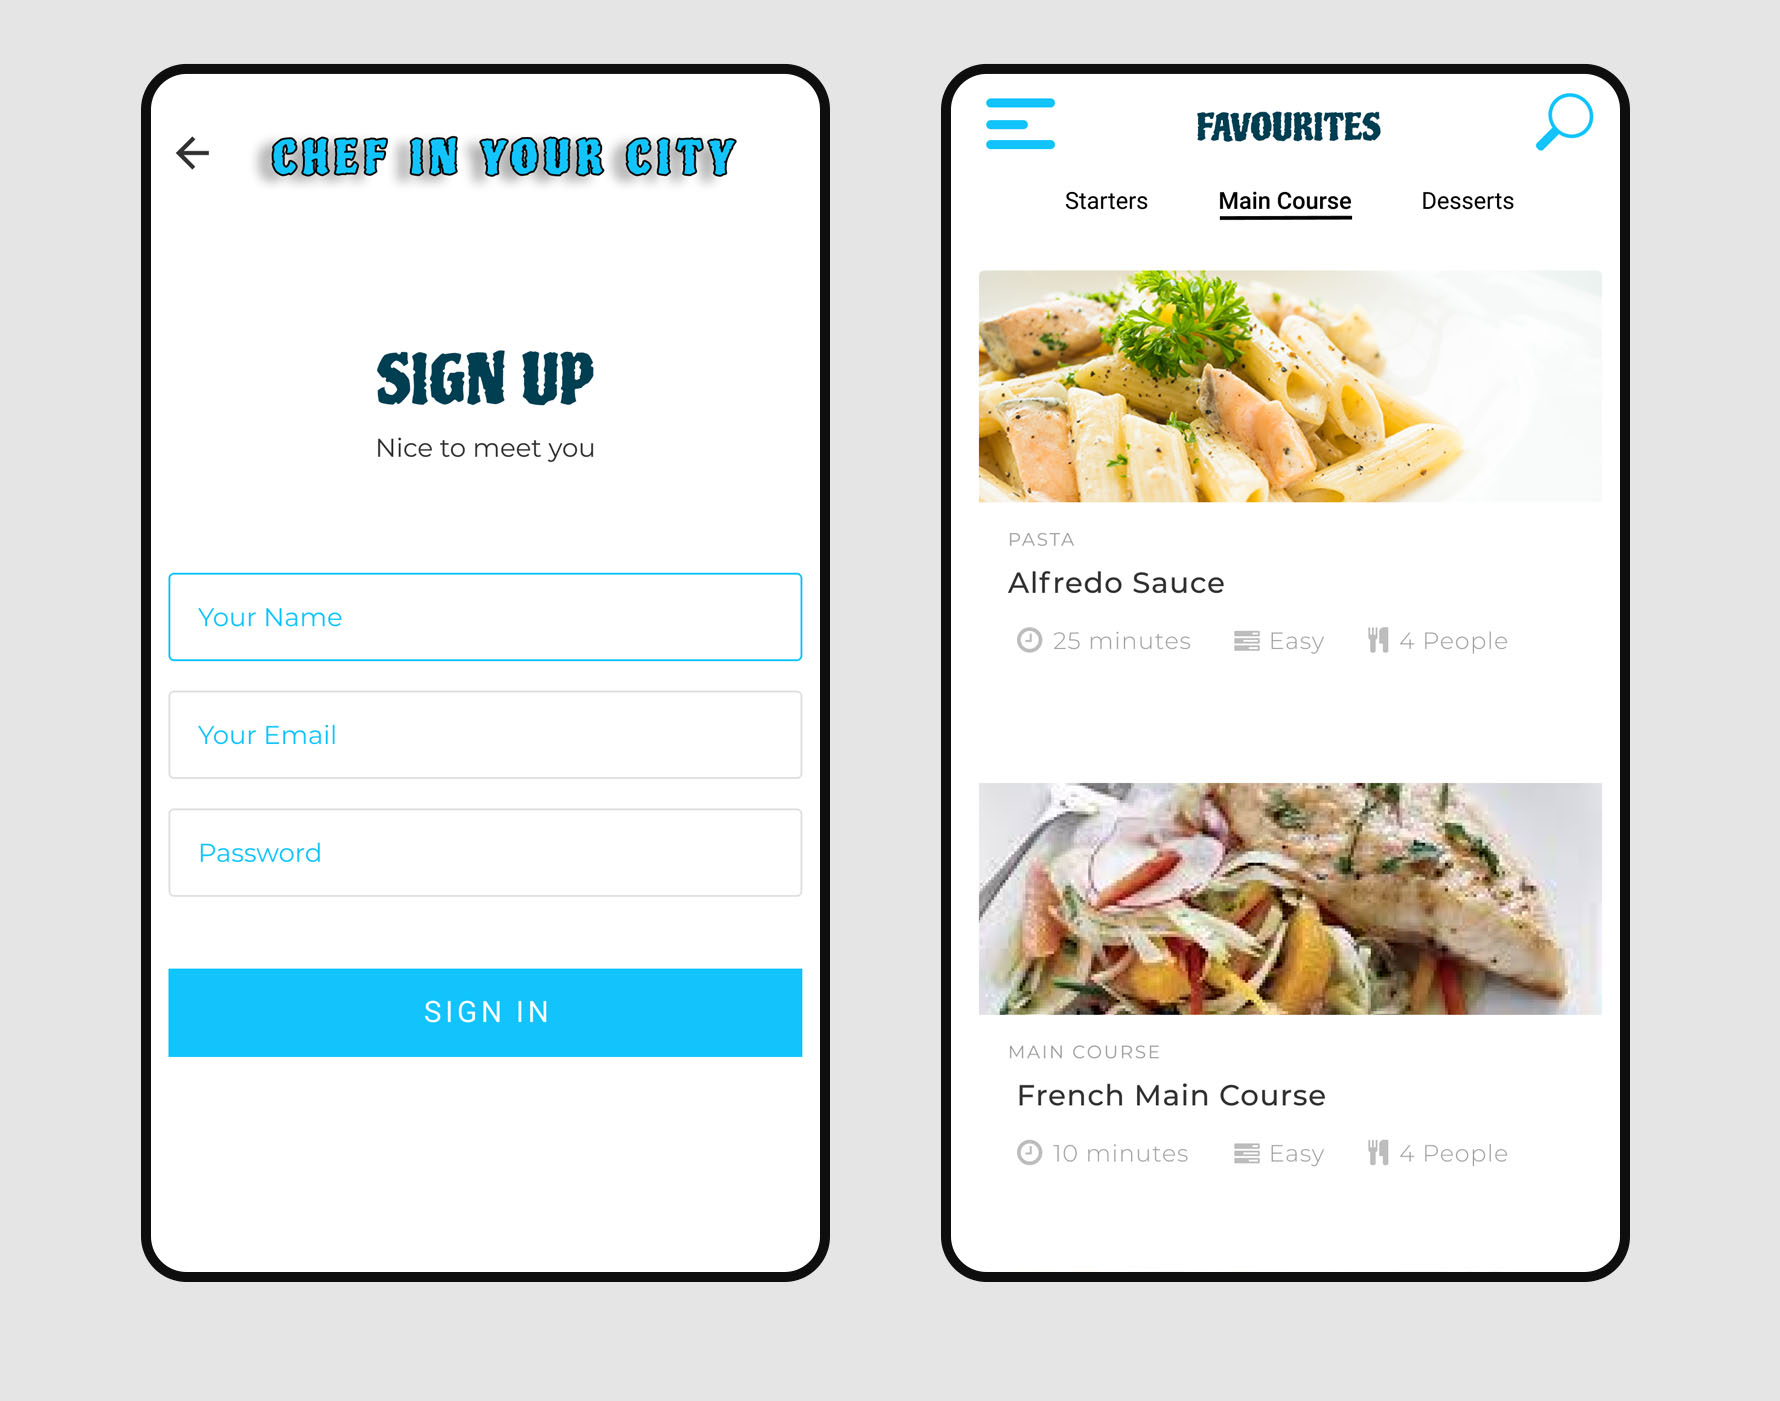 CHEF IN YOUR CITY
SIGN UP
Nice to meet you
Your Name
Your Email
Password
SIGN IN
FAVOURITES
Starters Main Course Desserts
PASTA
Alfredo Sauce
25 minutes Easy 4 People
MAIN COURSE
French Main Course
10 minutes Easy 4 People